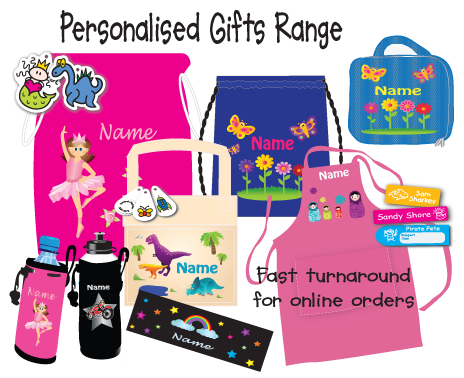 Personalised Gifts Range
Name
Name
Name
Name
Sam
Sharkey
Sandy Shore
Pirate Pete
Name
Name
Name
Name
Fast turnaround
for online orders